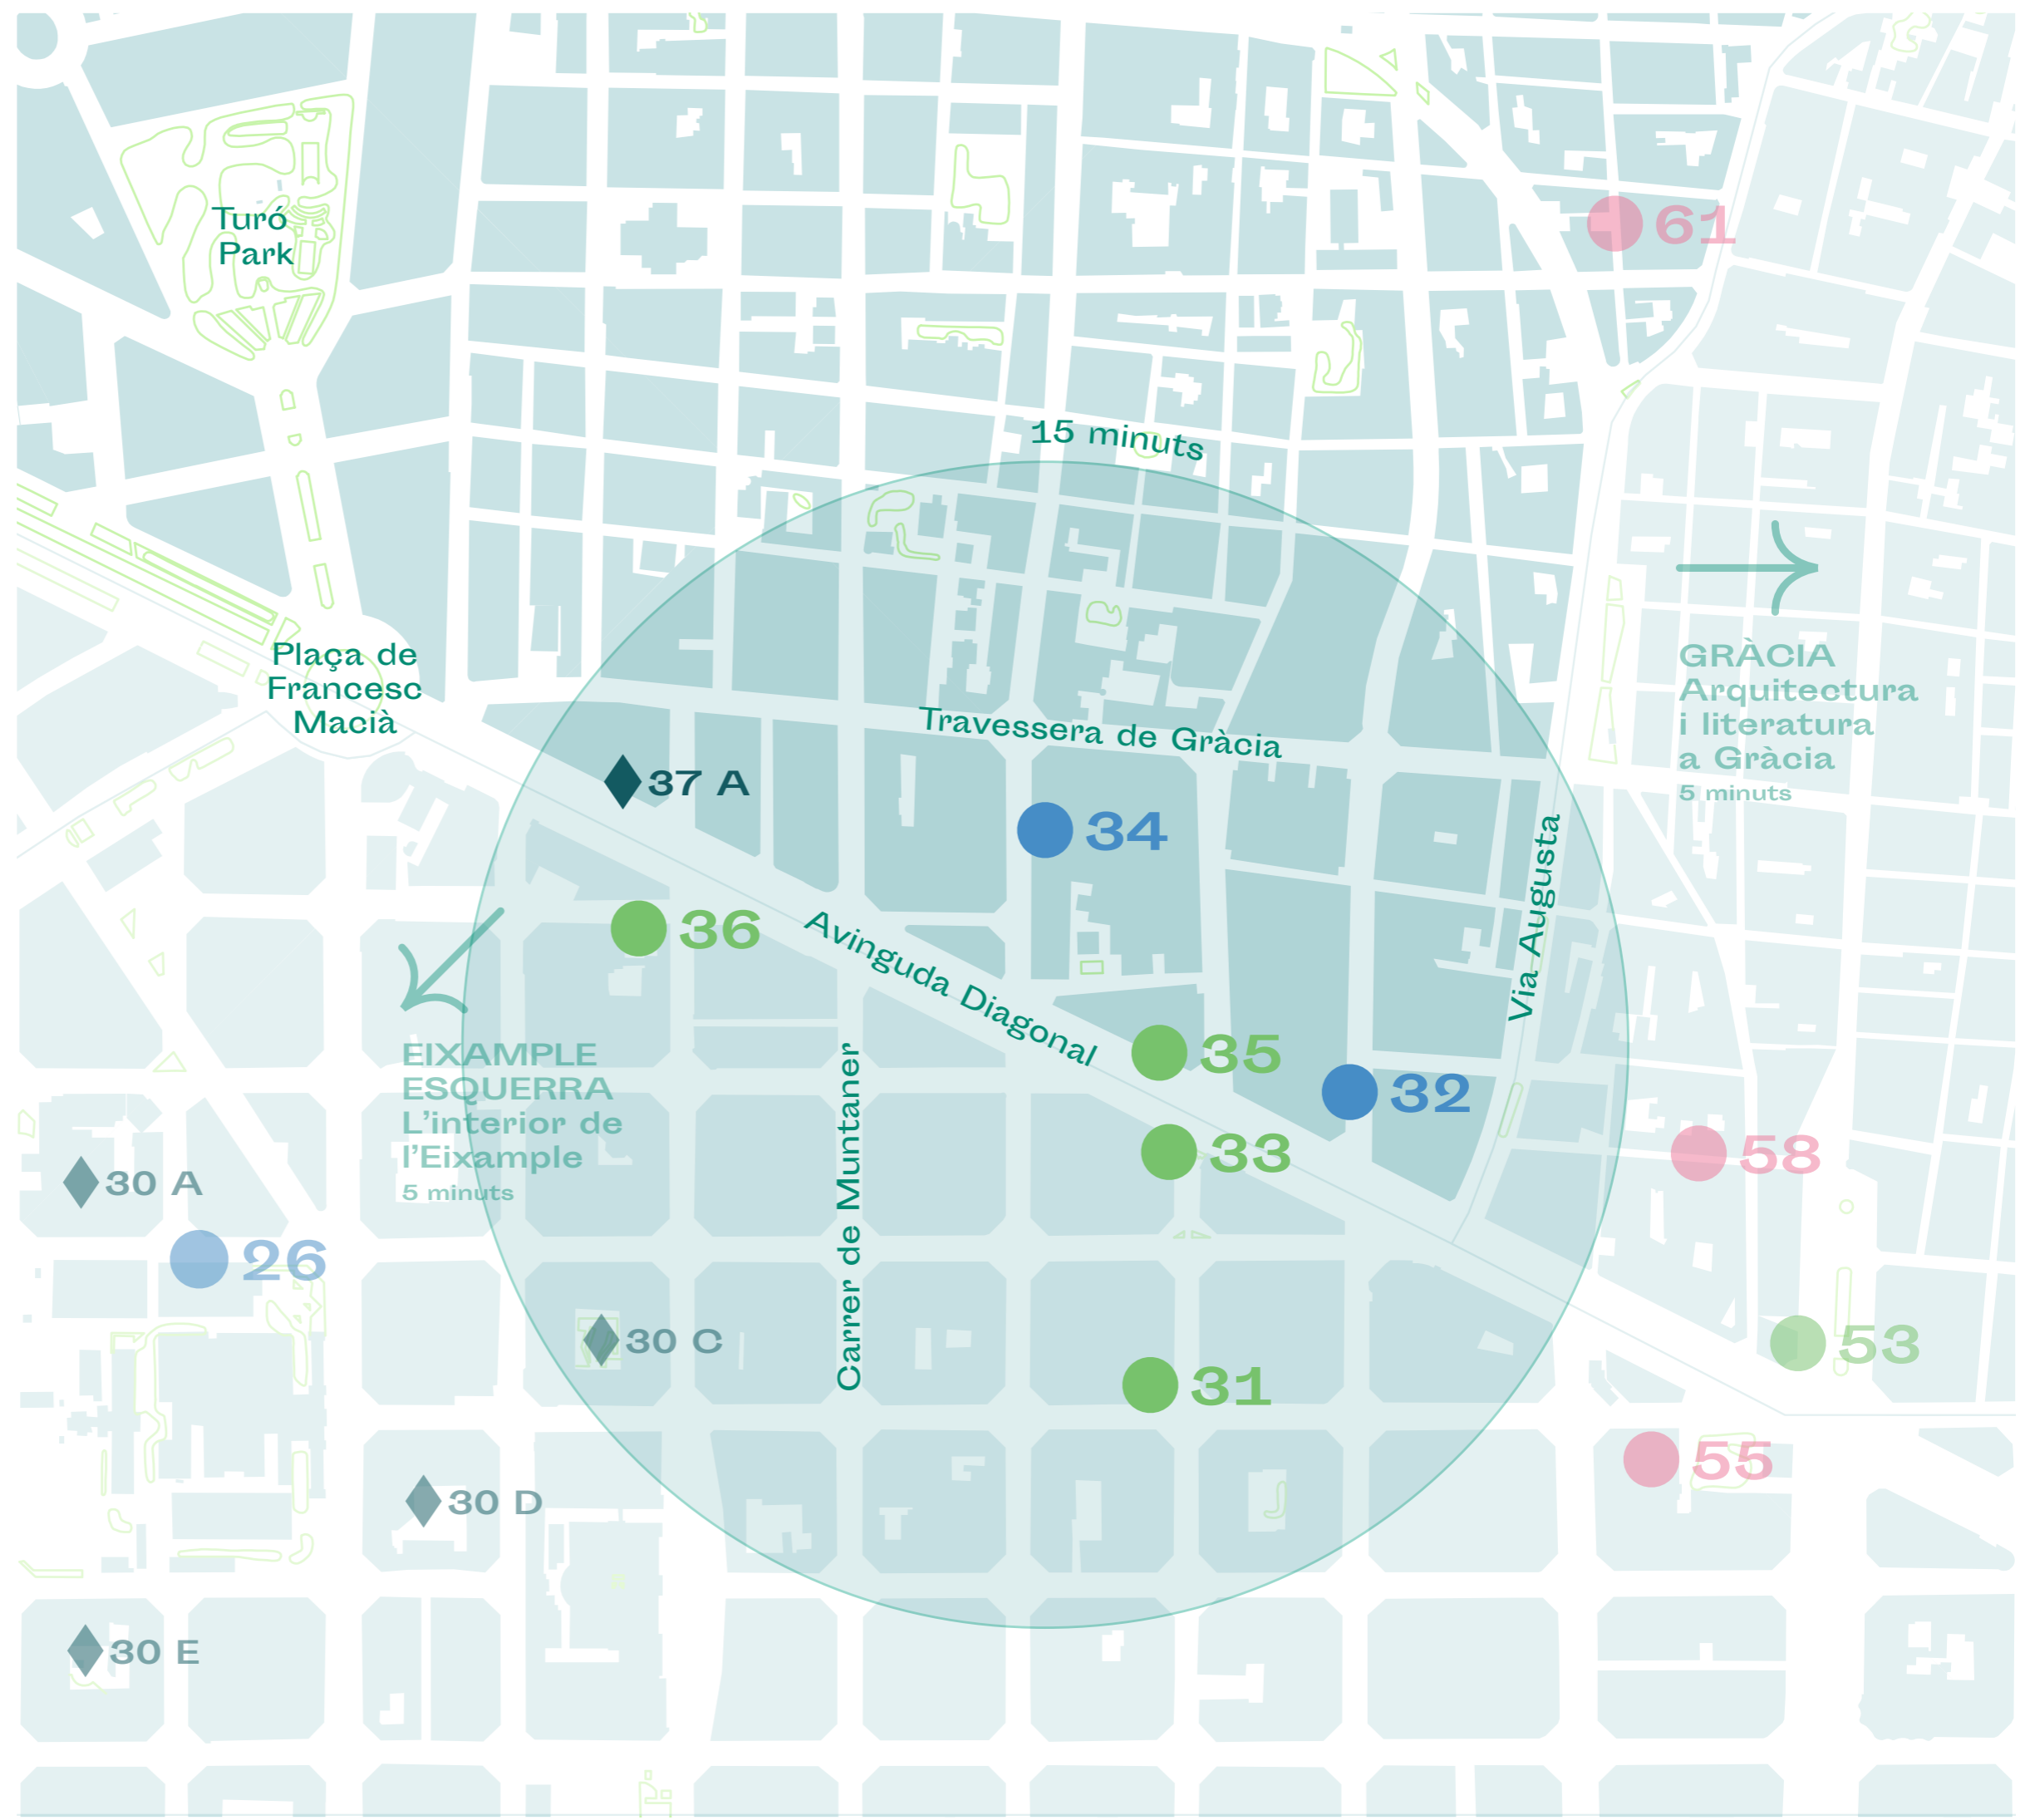 Turó
Park
61
15 minuts
Plaça de
Francesc
Macià
GRÀCIA
Arquitectura
i literatura
a Gràcia
5 minuts
Travessera de Gràcia
37 A
34
Via Augusta
36
Avinguda Diagonal
EIXAMPLE
ESQUERRA
L’interior de
l’Eixample
5 minuts
35
32
33
58
Carrer de Muntaner
30 A
26
30 C
53
31
55
30 D
30 E